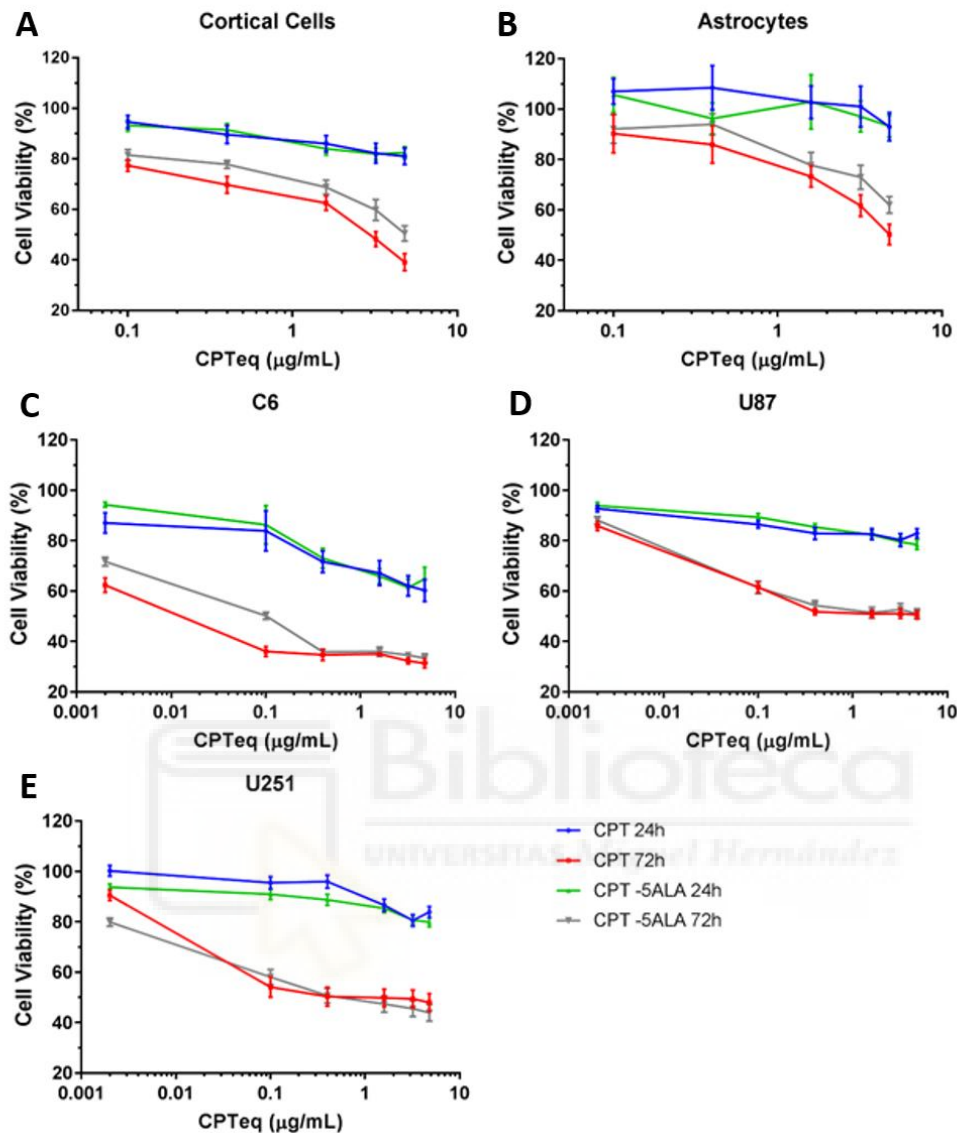 A
Cortical Cells
120
100
80
60
40
20
Cell Viability (%)
0.1
1
10
CPTeq (µg/mL)
B
Astrocytes
120
100
80
60
40
20
Cell Viability (%)
0.1
1
10
CPTeq (µg/mL)
C
C6
120
100
80
60
40
20
Cell Viability (%)
0.001
0.01
0.1
1
10
CPTeq (µg/mL)
D
U87
120
100
80
60
40
20
Cell Viability (%)
0.001
0.01
0.1
1
10
CPTeq (µg/mL)
E
U251
120
100
80
60
40
20
Cell Viability (%)
0.001
0.01
0.1
1
10
CPTeq (µg/mL)
CPT 24h
CPT 72h
CPT -5ALA 24h
CPT -5ALA 72h
Biblioteca
UNIVERSITAS Miguel Hernández